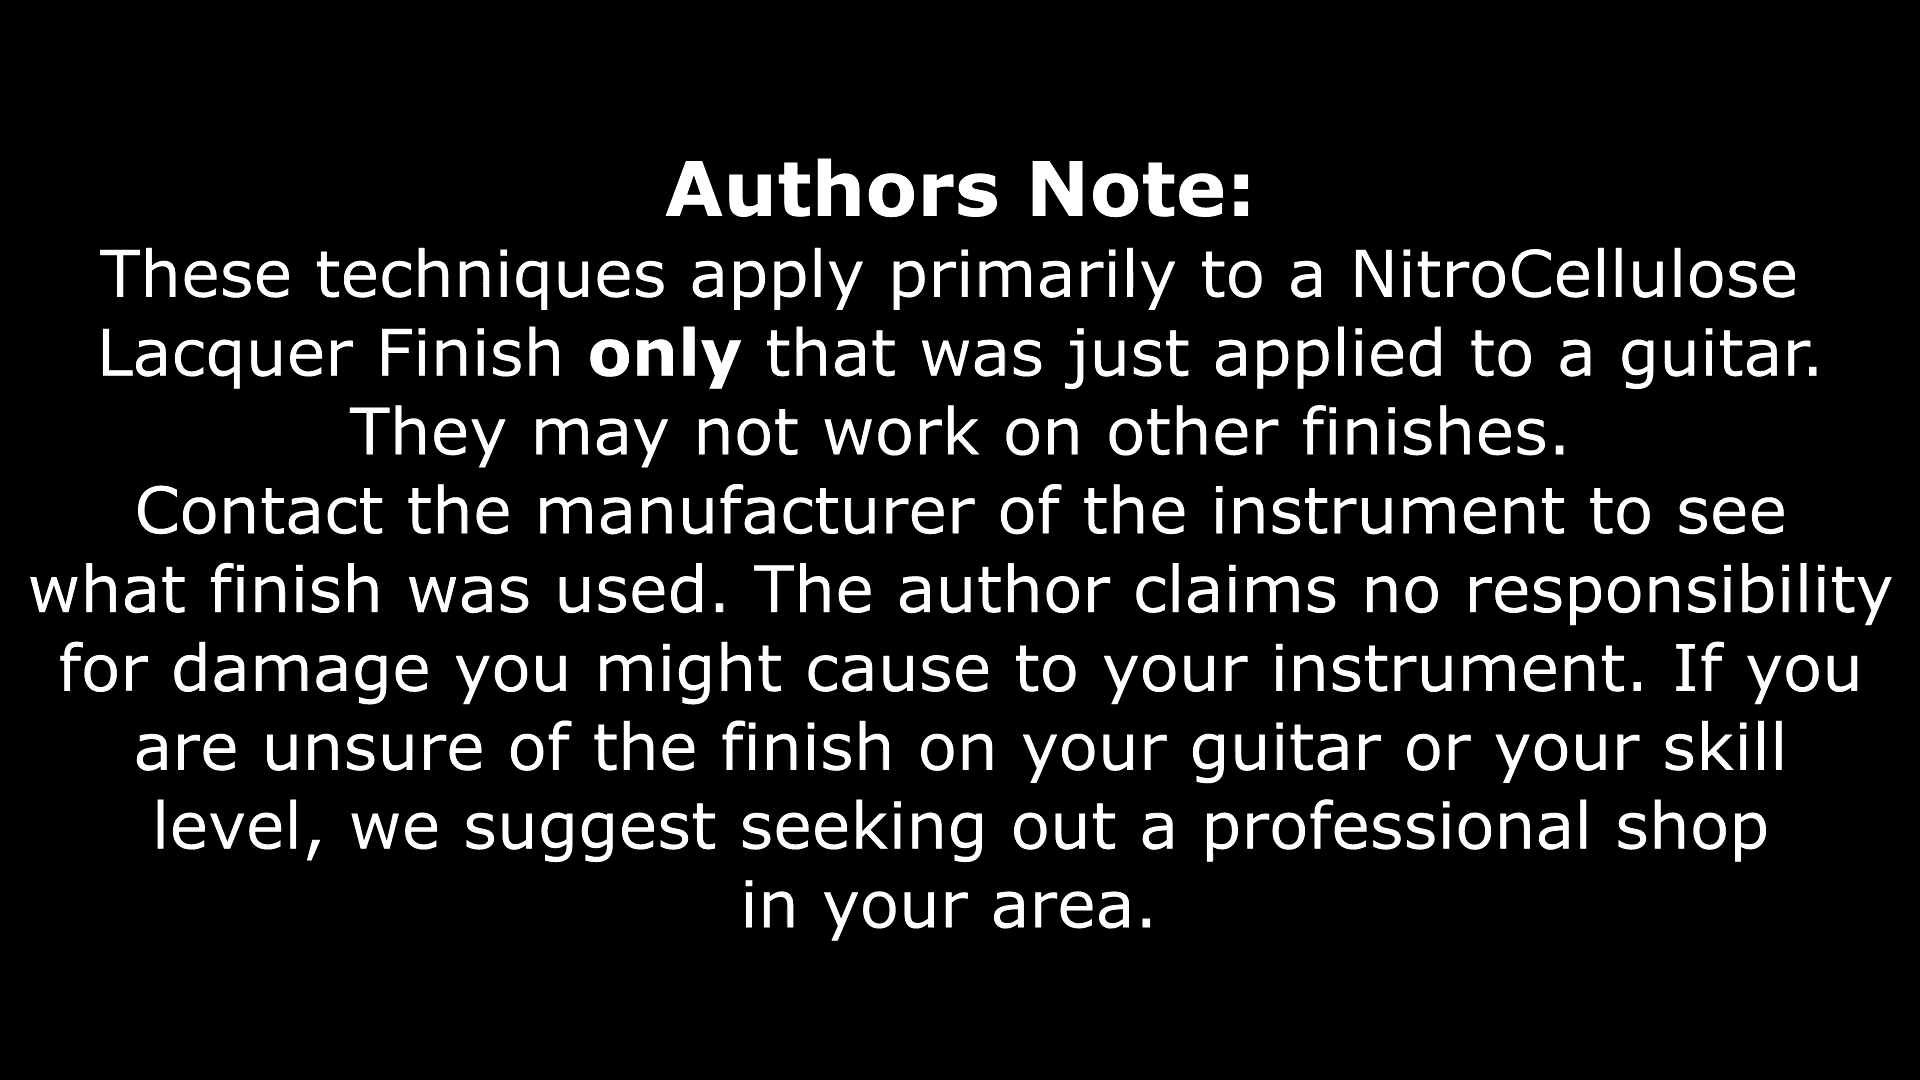 Authors Note:
These techniques apply primarily to a NitroCellulose
Lacquer Finish only that was just applied to a guitar.
They may not work on other finishes.
Contact the manufacturer of the instrument to see
what finish was used. The author claims no responsibility
for damage you might cause to your instrument. If you
are unsure of the finish on your guitar or your skill
level, we suggest seeking out a professional shop
in your area.